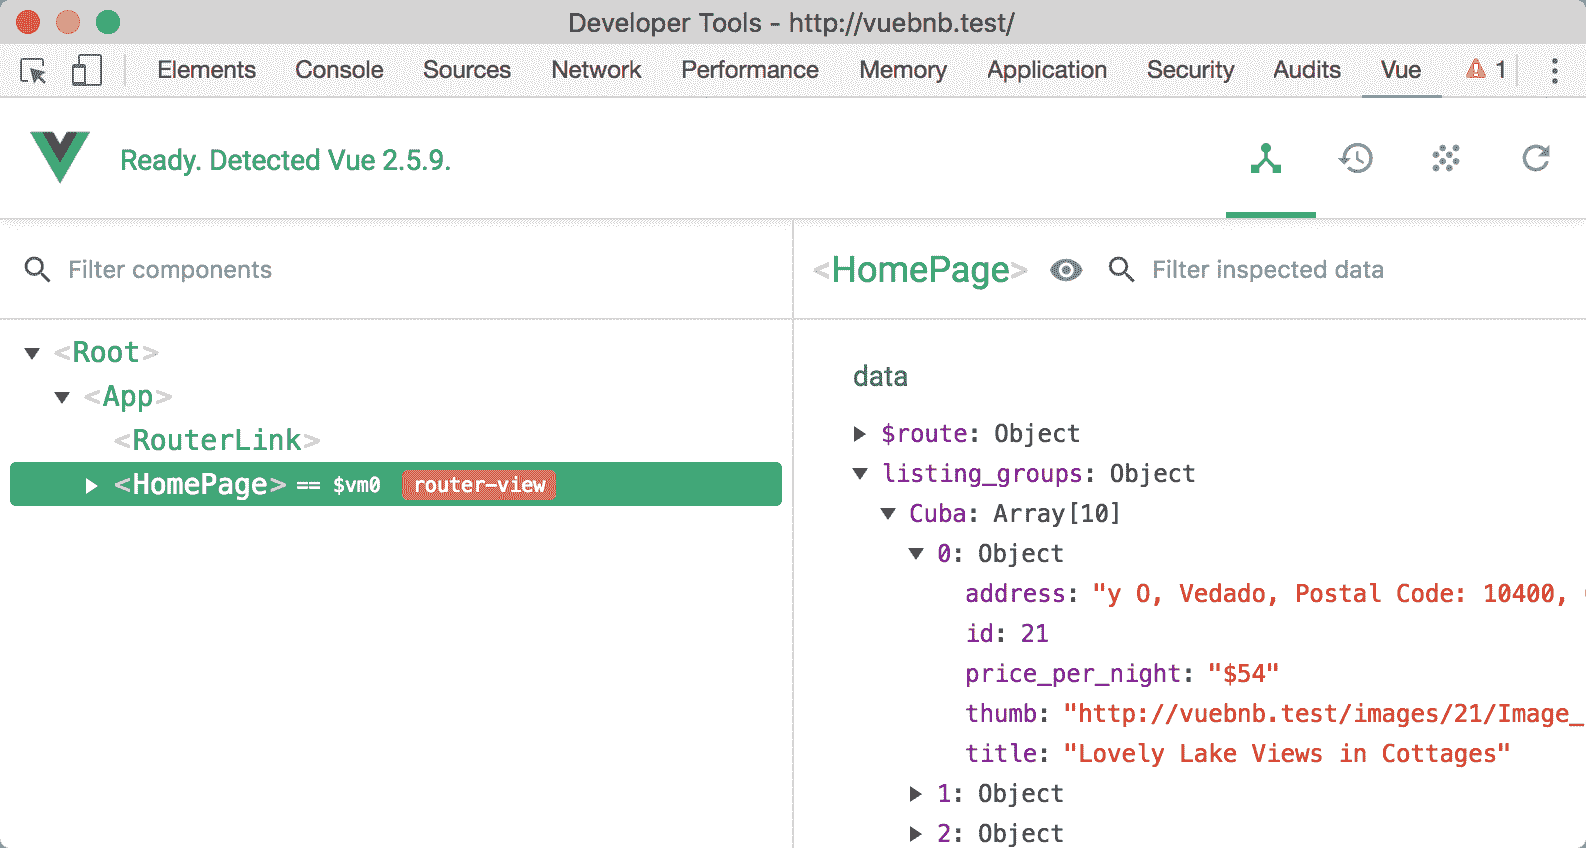 Developer Tools - http://vuebnb.test/
Elements Console Sources Network Performance Memory Application Security Audits Vue 1
Ready. Detected Vue 2.5.9.
Filter components
<HomePage> Filter inspected data
<Root>
<App>
<RouterLink>
<HomePage> == $vm0 router-view
data
$route: Object
listing_groups: Object
Cuba: Array[10]
0: Object
address: "y O, Vedado, Postal Code: 10400,
id: 21
price_per_night: "$54"
thumb: "http://vuebnb.test/images/21/Image_
title: "Lovely Lake Views in Cottages"
1: Object
2: Object